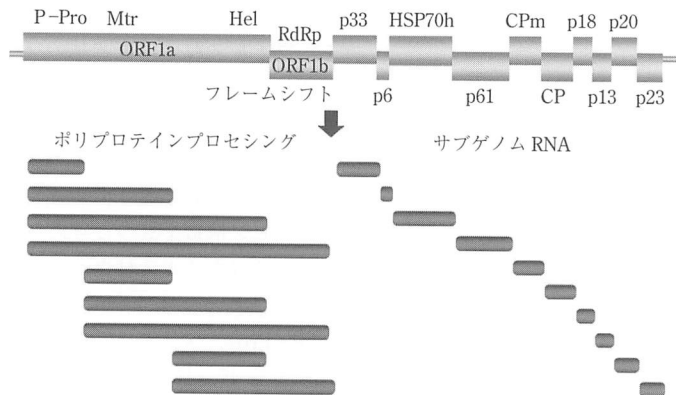 P-Pro Mtr Hel RdRp p33 HSP70h CPm p18 p20
ORF1a ORF1b
フレームシフト p6 p61 CP p13 p23
ポリプロテインプロセシング サブゲノム RNA